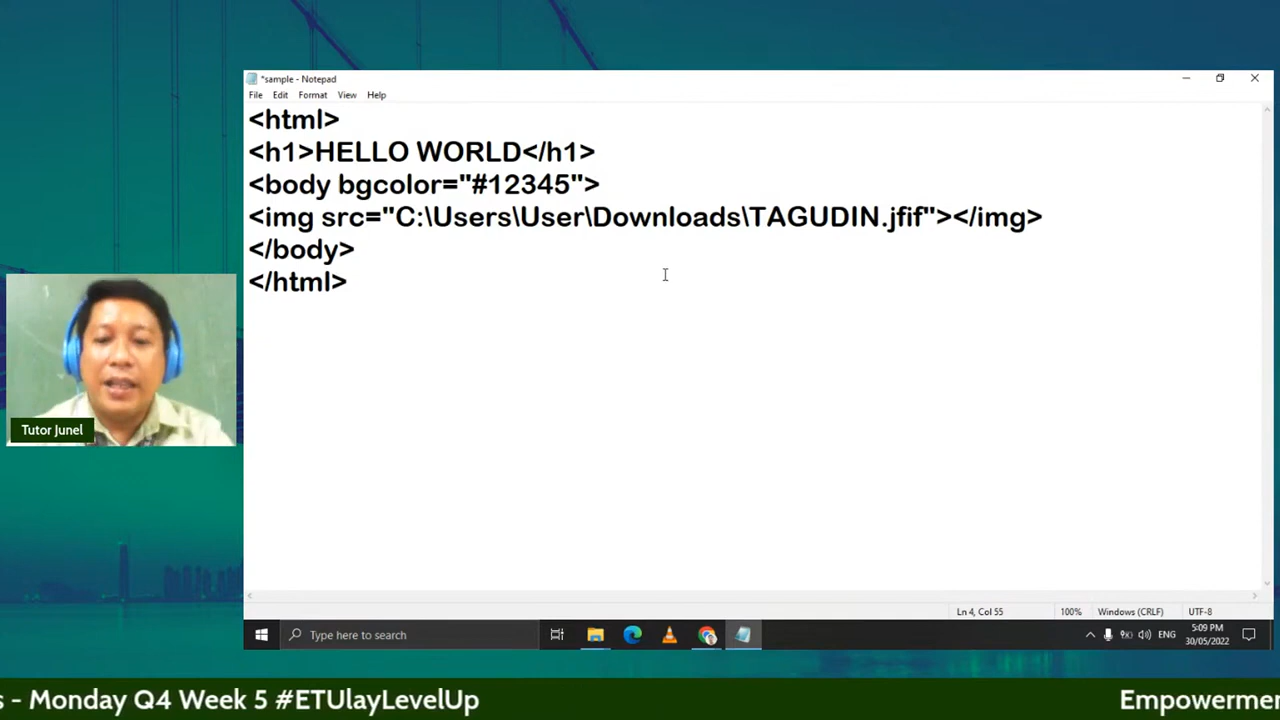 *sample - Notepad
File Edit Format View Help
<html>
<h1>HELLO WORLD</h1>
<body bgcolor="#12345">
<img src="C:\Users\User\Downloads\TAGUDIN.jfif"></img>
</body>
</html>
Tutor Junel
Ln 4, Col 55 100% Windows (CRLF) UTF-8
Type here to search
ENG
5:09 PM
30/05/2022
s - Monday Q4 Week 5 #ETUlayLevelUp
Empowermen